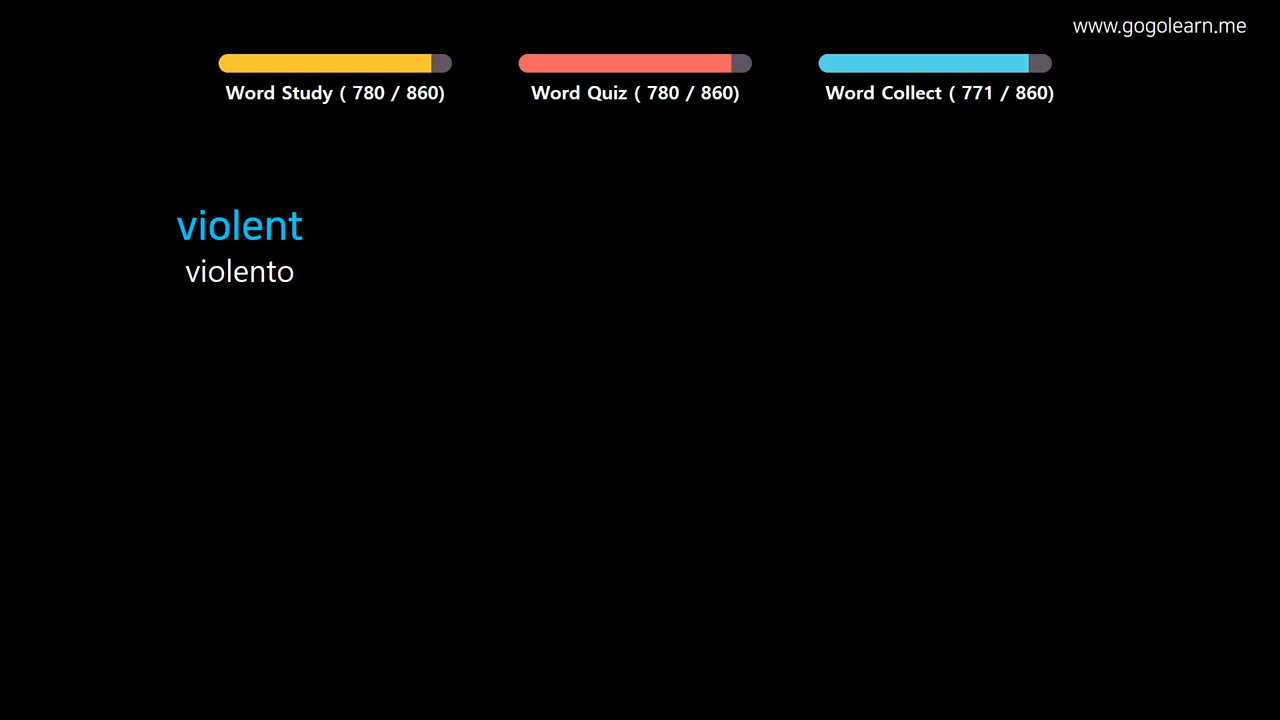 www.gogolearn.me
Word Study ( 780 / 860)
Word Quiz ( 780 / 860)
Word Collect ( 771 / 860)
violent
violento